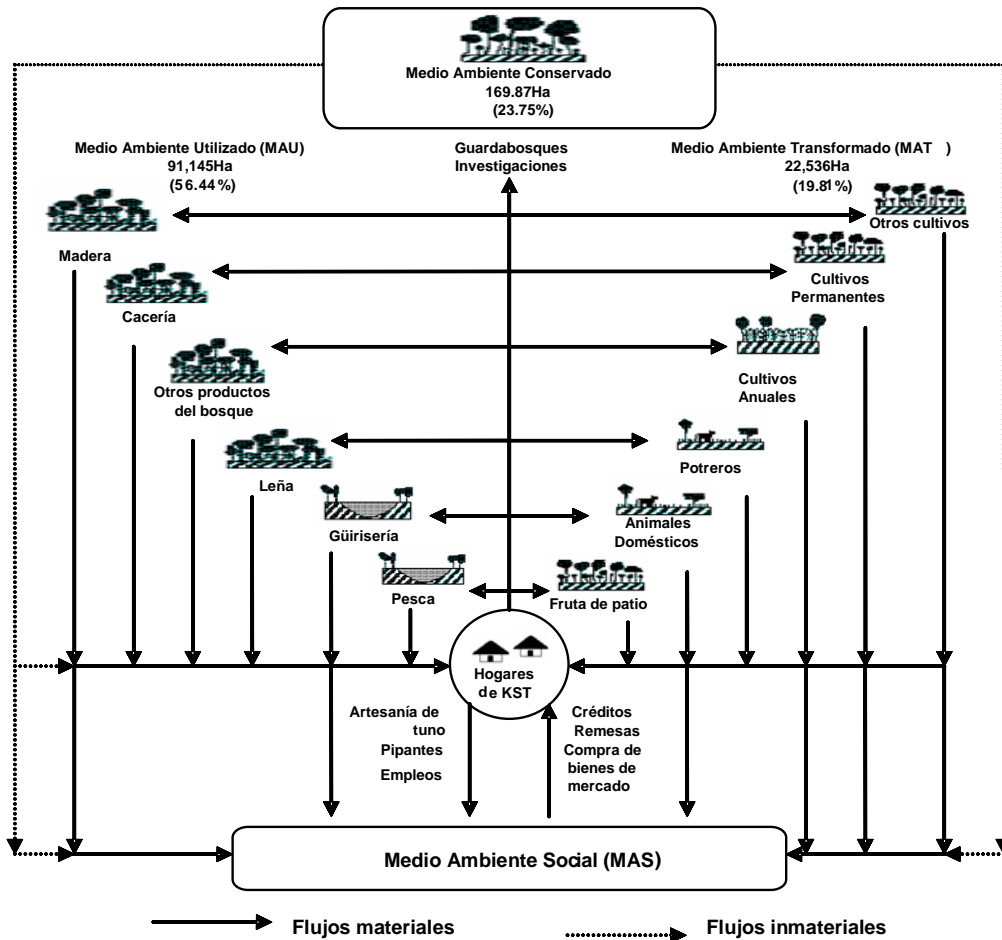 Medio Ambiente Conservado
169.87Ha
(23.75%)
Medio Ambiente Utilizado (MAU)
91,145Ha
(56.44%)
Guardabosques
Investigaciones
Medio Ambiente Transformado (MAT )
22,536Ha
(19.81%)
Madera
Otros cultivos
Cacería
Cultivos
Permanentes
Otros productos
del bosque
Cultivos
Anuales
Leña
Potreros
Güirisería
Animales
Domésticos
Pesca
Fruta de patio
Hogares
de KST
Artesanía de
tuno
Pipantes
Empleos
Créditos
Remesas
Compra de
bienes de
mercado
Medio Ambiente Social (MAS)
Flujos materiales
Flujos inmateriales